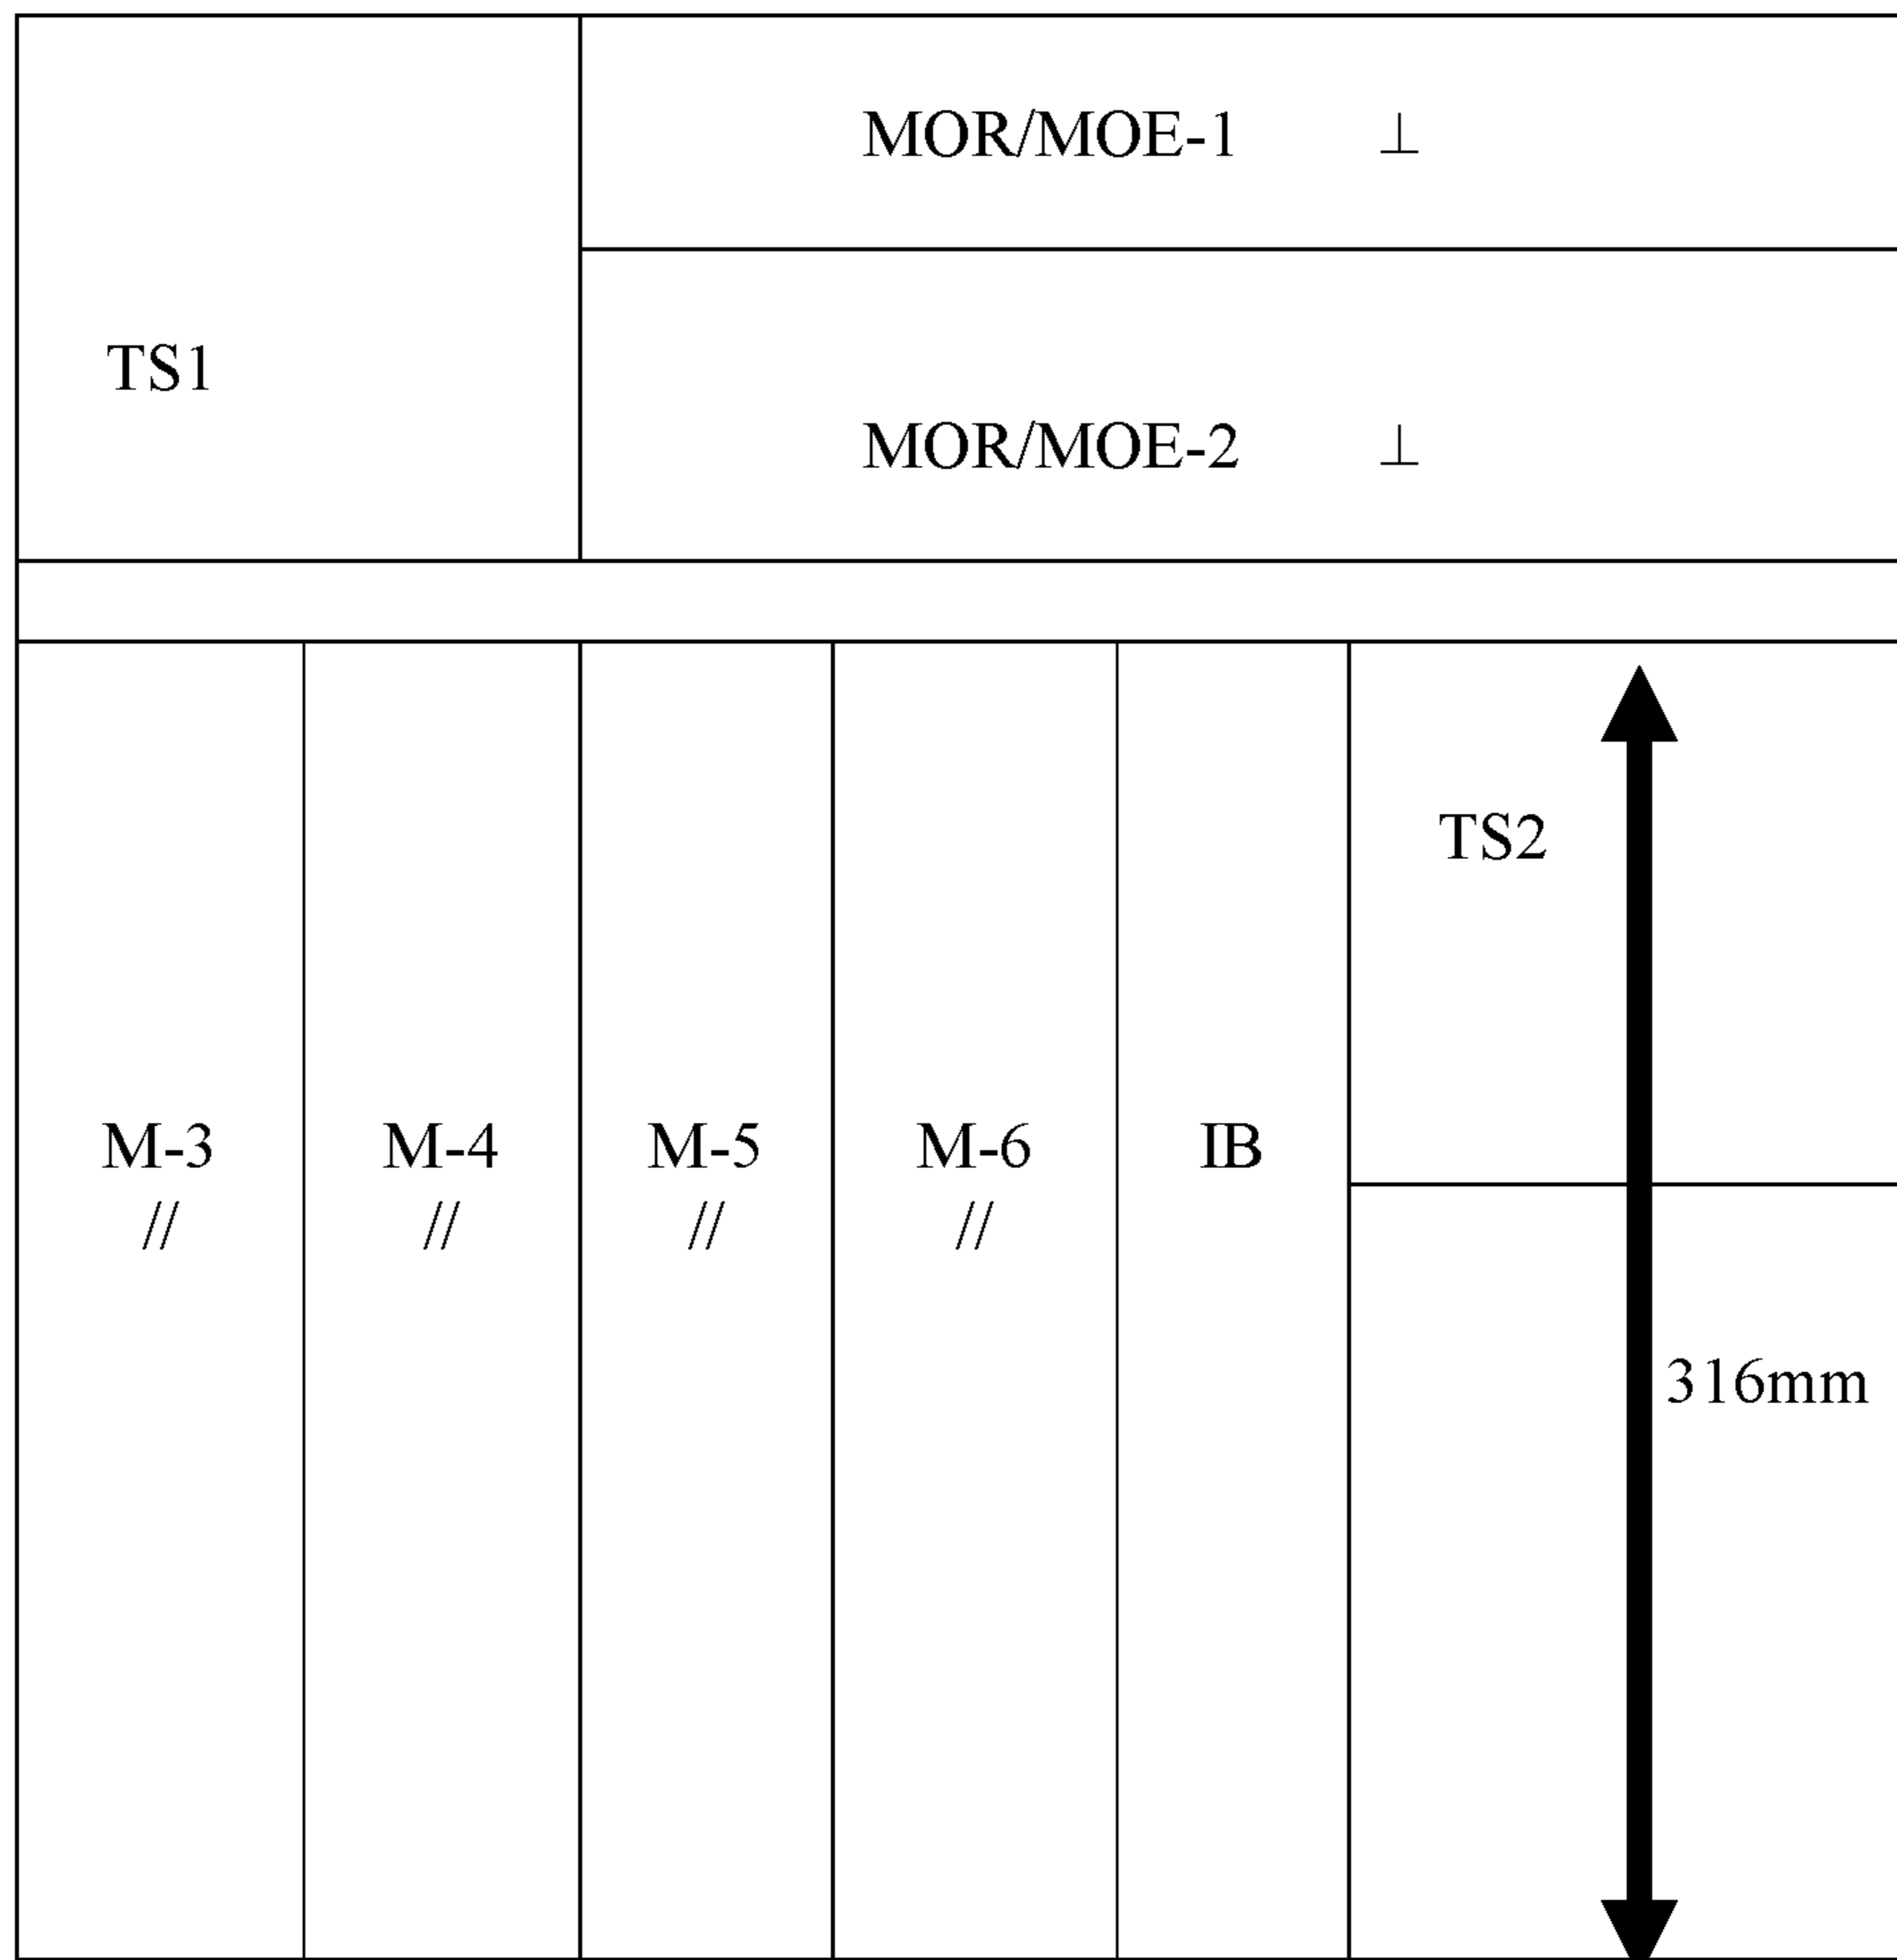 MOR/MOE-1 ⊥
TS1
MOR/MOE-2 ⊥
TS2
M-3
//
M-4
//
M-5
//
M-6
//
IB
316mm